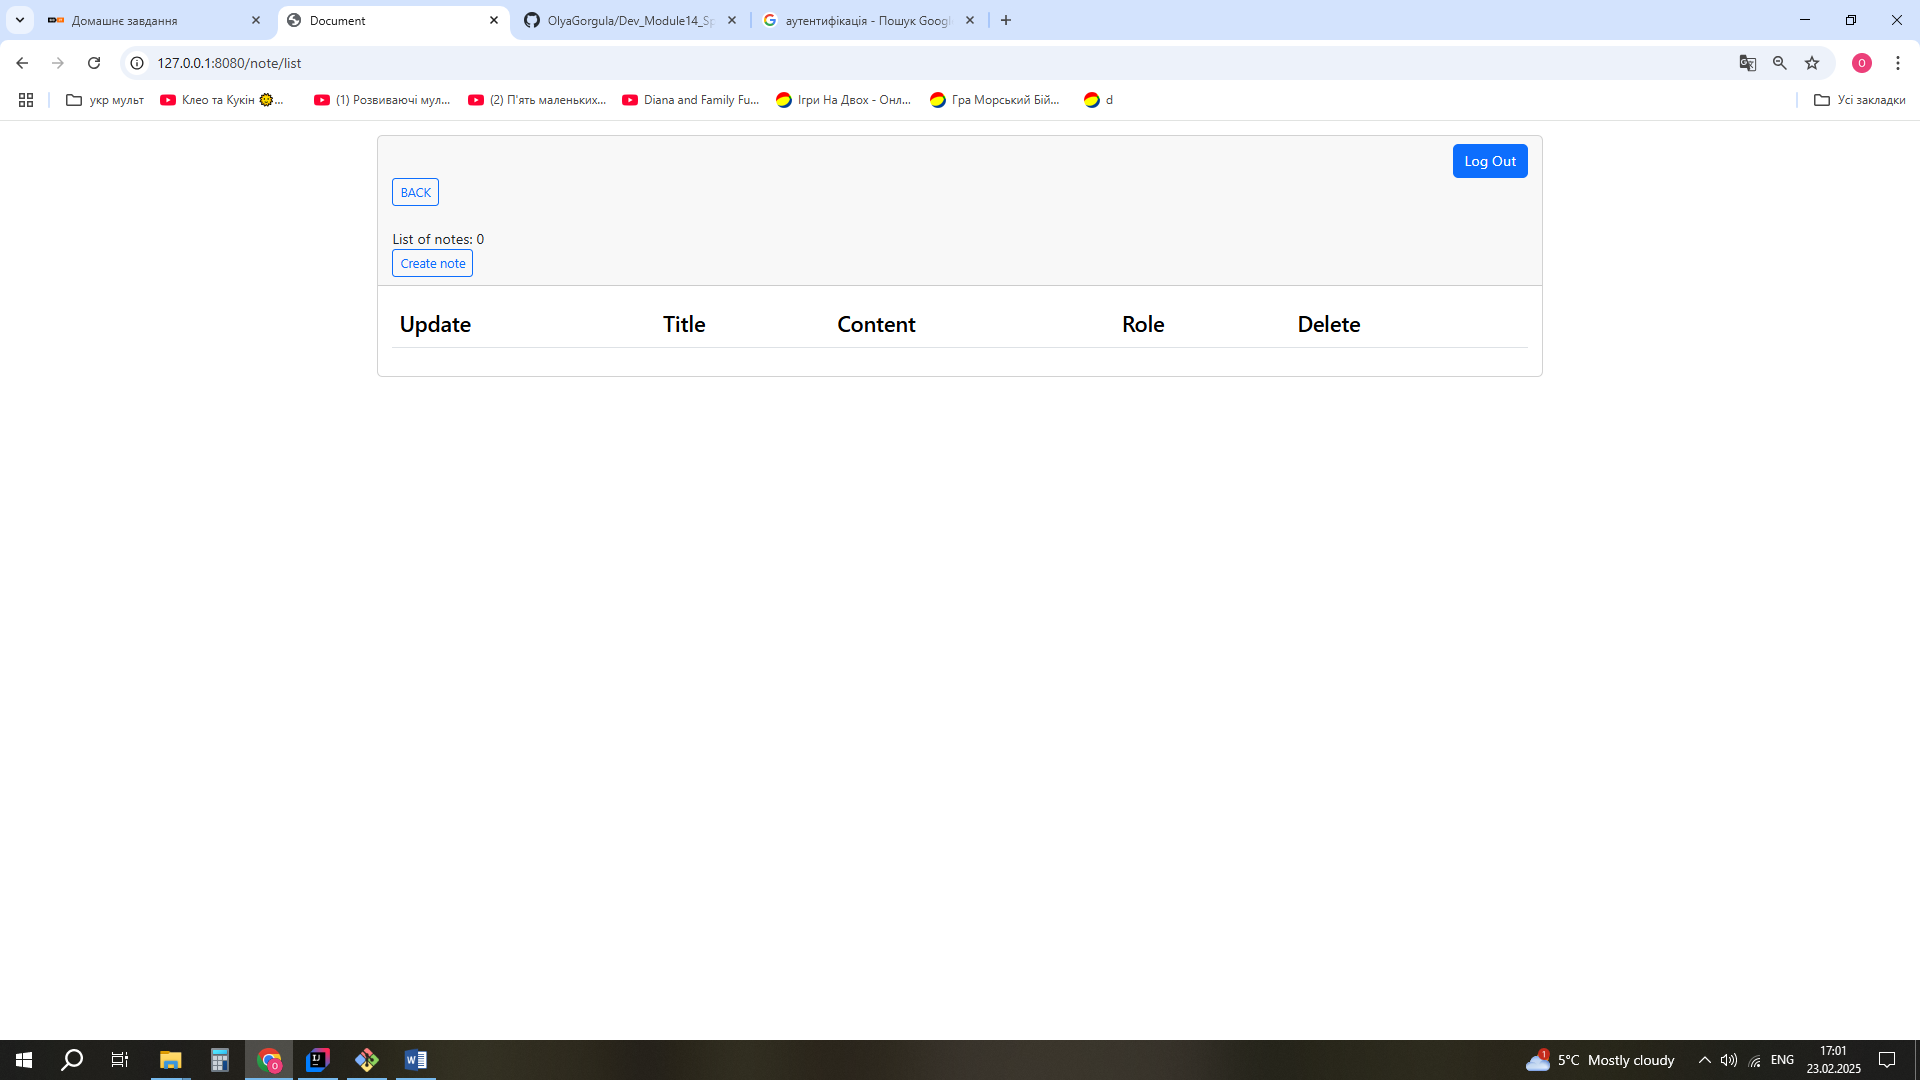 Домашнє завдання
Document
OlyaGorgula/Dev_Module14_Sp
аутентифікація - Пошук Googl
127.0.0.1:8080/note/list
O
укр мульт
Клео та Кукін 🌞...
(1) Розвиваючі мул...
(2) П'ять маленьких...
Diana and Family Fu...
Ігри На Двох - Онл...
Гра Морський Бій...
d
Усі закладки
Log Out
BACK
List of notes: 0
Create note
Update Title Content Role Delete
1
5°C Mostly cloudy
ENG
17:01
23.02.2025